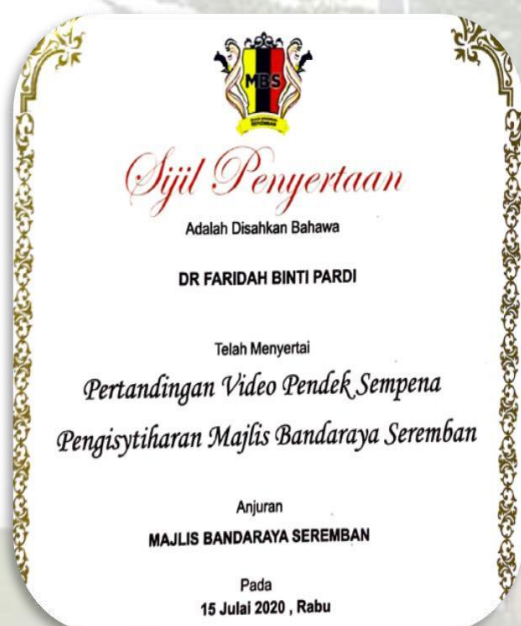 MBS
SEREMBAN
Sijil Penyertaan
Adalah Disahkan Bahawa
DR FARIDAH BINTI PARDI
Telah Menyertai
Pertandingan Video Pendek Sempena
Pengisytiharan Majlis Bandaraya Seremban
Anjuran
MAJLIS BANDARAYA SEREMBAN
Pada
15 Julai 2020 , Rabu